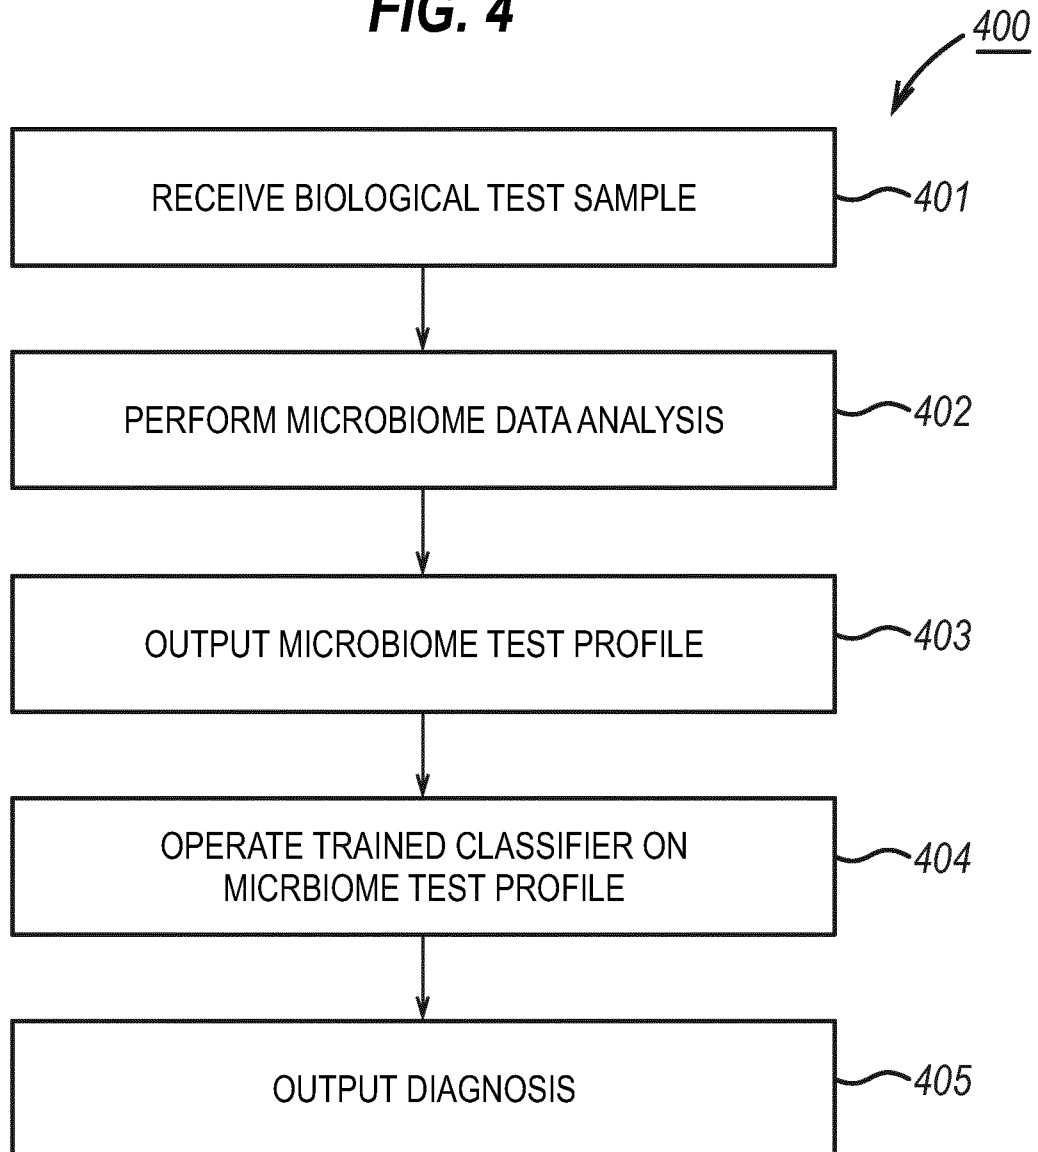 FIG. 4
400
RECEIVE BIOLOGICAL TEST SAMPLE
401
PERFORM MICROBIOME DATA ANALYSIS
402
OUTPUT MICROBIOME TEST PROFILE
403
OPERATE TRAINED CLASSIFIER ON
MICRBIOME TEST PROFILE
404
OUTPUT DIAGNOSIS
405